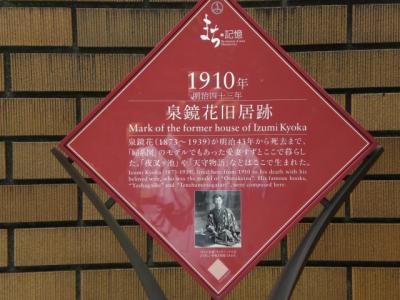 まち の 記憶
1910年
明治四十三年
泉鏡花旧居跡
Mark of the former house of Izumi Kyoka
泉鏡花(1873〜1939)が明治43年から死去まで、
「婦系図」のモデルでもあった愛妻すずとここで暮らし
た。「夜叉ヶ池」や「天守物語」などはここで生まれた。
Izumi Kyoka (1873-1939), lived here from 1910 to his death with his
beloved wife, who was the model of "Onnakeizu". His famous books,
"Yashagaike" and "Tenshumonogatari", were composed here.